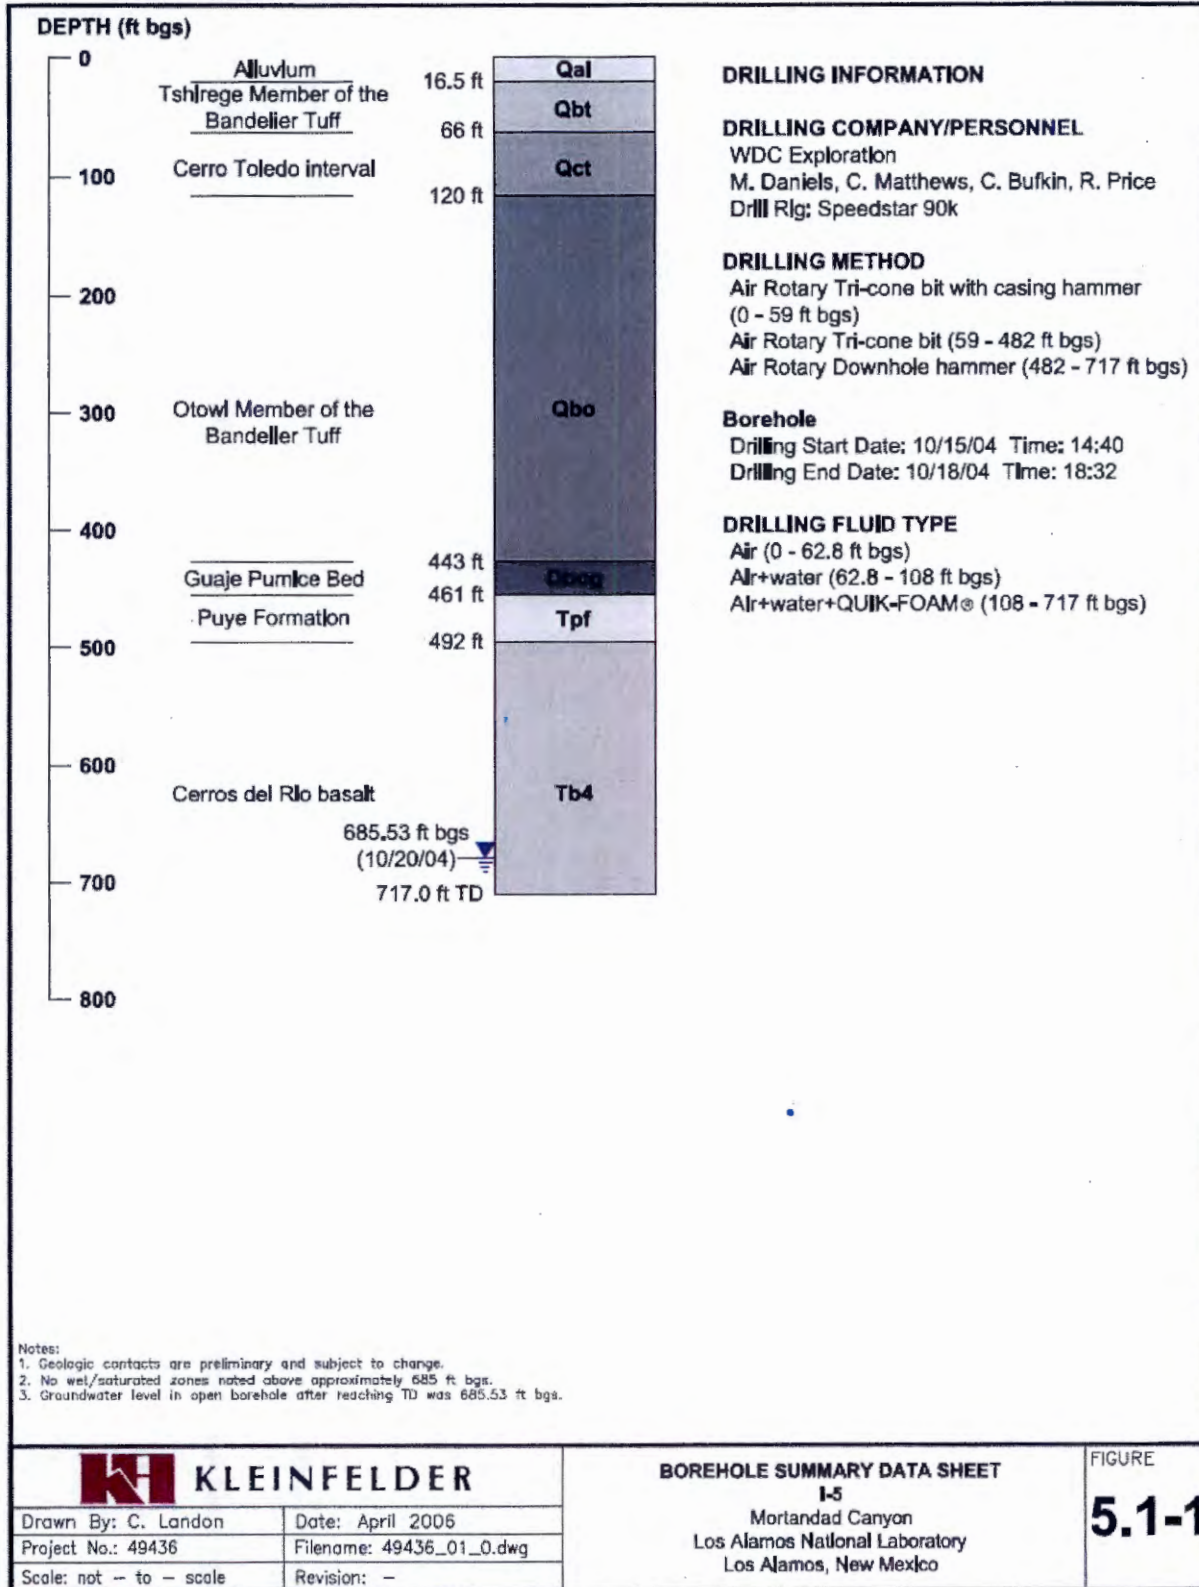 DEPTH (ft bgs)
0
100
200
300
400
500
600
700
800
Alluvium
Tshirege Member of the
Bandelier Tuff
Cerro Toledo interval
Otowi Member of the
Bandelier Tuff
Guaje Pumice Bed
Puye Formation
Cerros del Rio basalt
16.5 ft
66 ft
120 ft
443 ft
461 ft
492 ft
685.53 ft bgs
(10/20/04)
717.0 ft TD
Qal
Qbt
Qct
Qbo
Tpf
Tb4
DRILLING INFORMATION
DRILLING COMPANY/PERSONNEL
WDC Exploration
M. Daniels, C. Matthews, C. Bufkin, R. Price
Drill Rig: Speedstar 90k
DRILLING METHOD
Air Rotary Tri-cone bit with casing hammer
(0 - 59 ft bgs)
Air Rotary Tri-cone bit (59 - 482 ft bgs)
Air Rotary Downhole hammer (482 - 717 ft bgs)
Borehole
Drilling Start Date: 10/15/04 Time: 14:40
Drilling End Date: 10/18/04 Time: 18:32
DRILLING FLUID TYPE
Air (0 - 62.8 ft bgs)
Air+water (62.8 - 108 ft bgs)
Air+water+QUIK-FOAM® (108 - 717 ft bgs)
Notes:
1. Geologic contacts are preliminary and subject to change.
2. No wet/saturated zones noted above approximately 685 ft bgs.
3. Groundwater level in open borehole after reaching TD was 685.53 ft bgs.
KLEINFELDER
Drawn By: C. Landon
Date: April 2006
Project No.: 49436
Filename: 49436_01_0.dwg
Scale: not - to - scale
Revision: -
BOREHOLE SUMMARY DATA SHEET
I-5
Mortandad Canyon
Los Alamos National Laboratory
Los Alamos, New Mexico
FIGURE
5.1-1